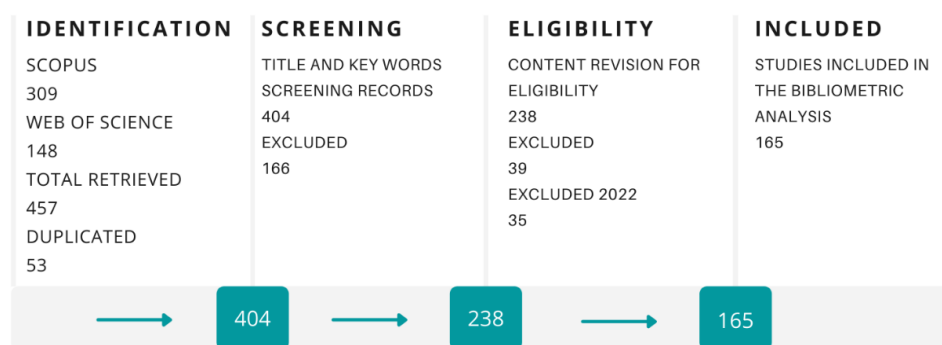 IDENTIFICATION
SCOPUS
309
WEB OF SCIENCE
148
TOTAL RETRIEVED
457
DUPLICATED
53
SCREENING
TITLE AND KEY WORDS
SCREENING RECORDS
404
EXCLUDED
166
ELIGIBILITY
CONTENT REVISION FOR
ELIGIBILITY
238
EXCLUDED
39
EXCLUDED 2022
35
INCLUDED
STUDIES INCLUDED IN
THE BIBLIOMETRIC
ANALYSIS
165
404
238
165